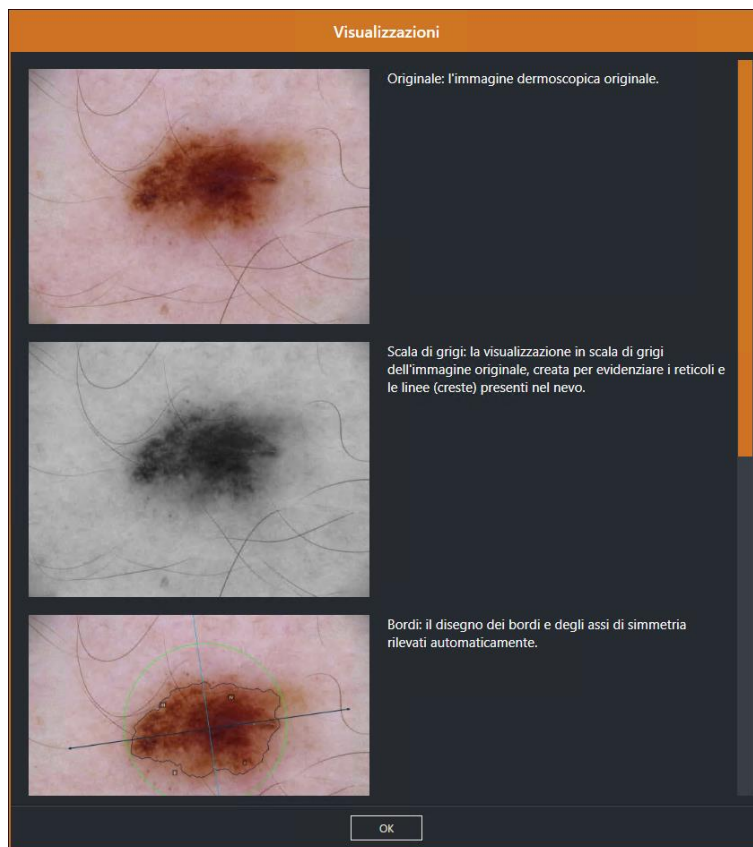 Visualizzazioni
Originale: l'immagine dermoscopica originale.
Scala di grigi: la visualizzazione in scala di grigi
dell'immagine originale, creata per evidenziare i reticoli e
le linee (creste) presenti nel nevo.
Bordi: il disegno dei bordi e degli assi di simmetria
rilevati automaticamente.
OK